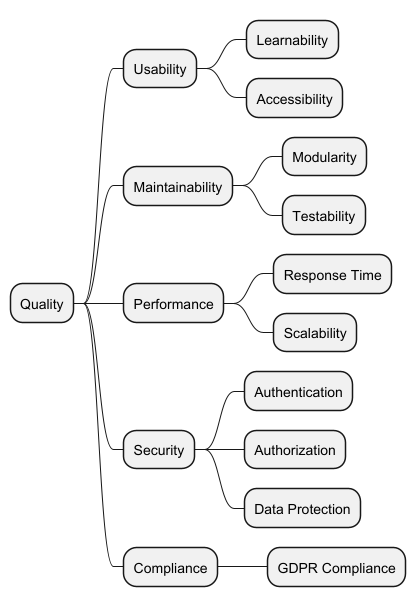 Quality
Usability
Learnability
Accessibility
Maintainability
Modularity
Testability
Performance
Response Time
Scalability
Security
Authentication
Authorization
Data Protection
Compliance
GDPR Compliance